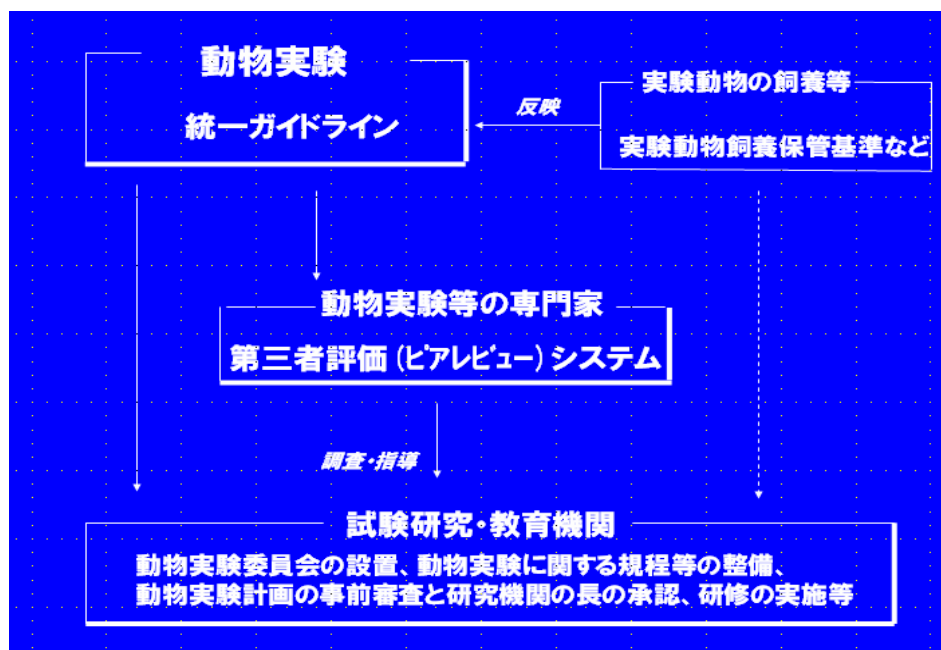 動物実験
統一ガイドライン
実験動物の飼養等
反映
実験動物飼養保管基準など
動物実験等の専門家
第三者評価(ピアレビュー)システム
調査・指導
試験研究・教育機関
動物実験委員会の設置、動物実験に関する規程等の整備、
動物実験計画の事前審査と研究機関の長の承認、研修の実施等